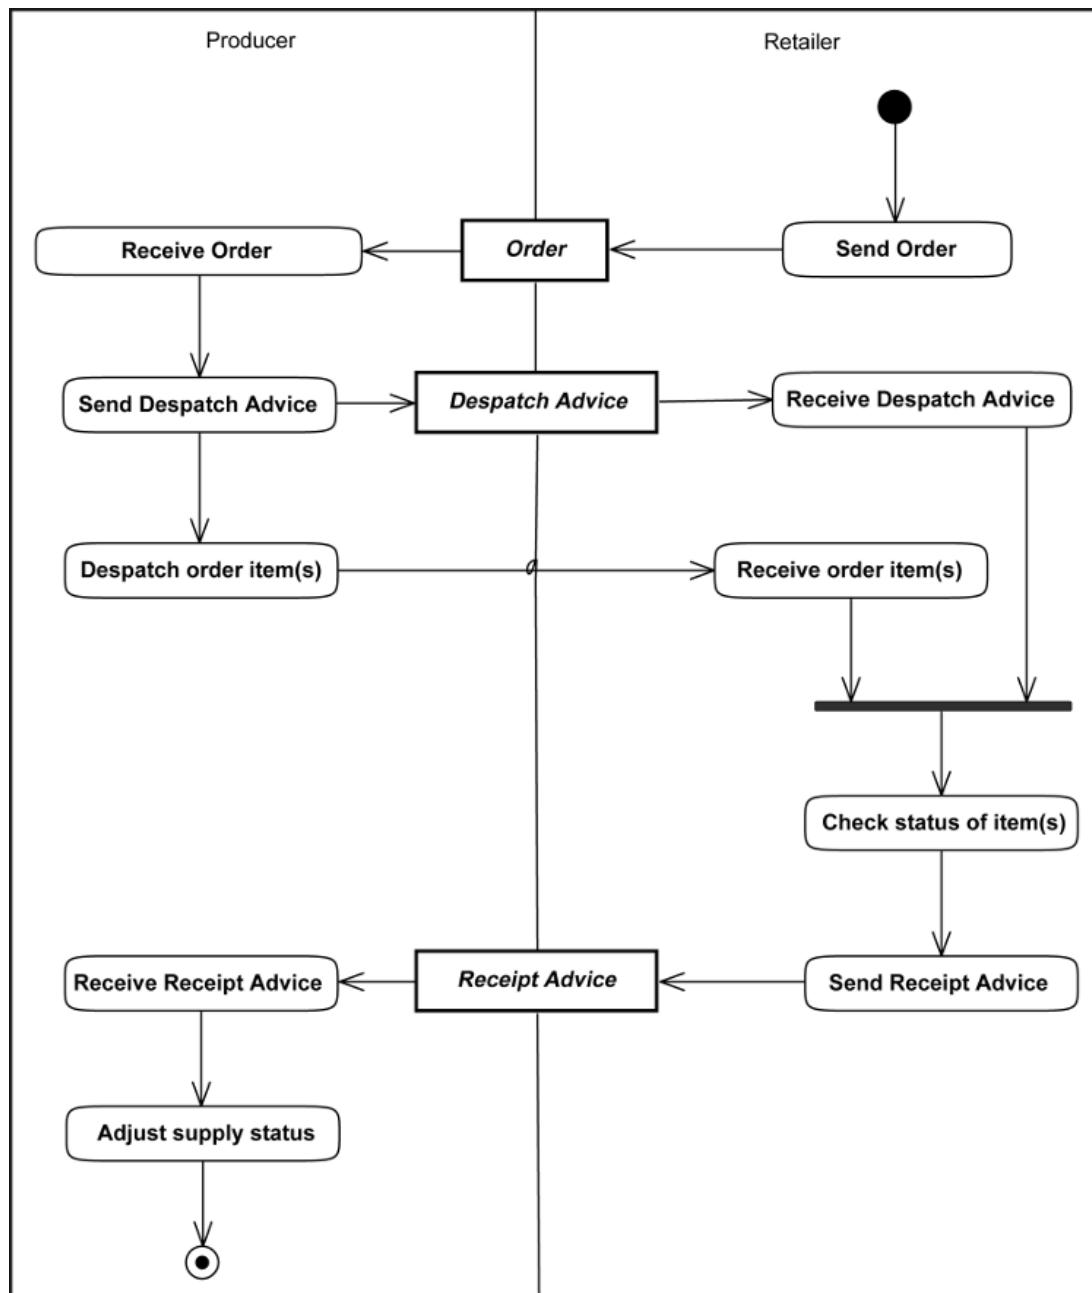 Producer
Retailer
Receive Order
Order
Send Order
Send Despatch Advice
Despatch Advice
Receive Despatch Advice
Despatch order item(s)
Receive order item(s)
Check status of item(s)
Receive Receipt Advice
Receipt Advice
Send Receipt Advice
Adjust supply status